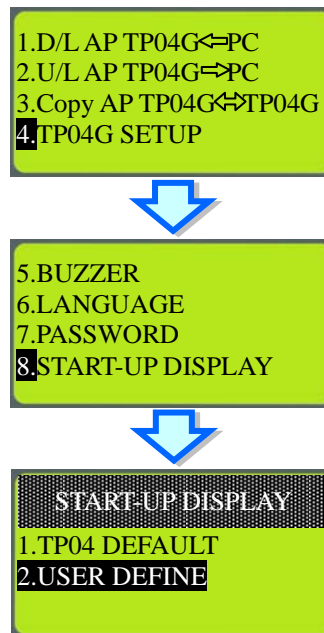 1.D/L AP TP04G⇐PC
2.U/L AP TP04G⇒PC
3.Copy AP TP04G⇔TP04G
4.TP04G SETUP
5.BUZZER
6.LANGUAGE
7.PASSWORD
8.START-UP DISPLAY
START-UP DISPLAY
1.TP04 DEFAULT
2.USER DEFINE